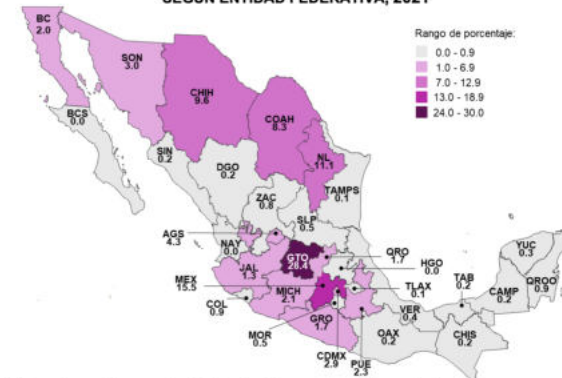 SEGÚN ENTIDAD FEDERATIVA, 2021
Rango de porcentaje:
0.0 - 0.9
1.0 - 6.9
7.0 - 12.9
13.0 - 18.9
24.0 - 30.0
BC
2.0
SON
3.0
CHIH
9.6
COAH
8.3
BCS
0.0
SIN
0.2
DGO
0.2
NL
11.1
TAMPS
0.1
ZAC
0.8
SLP
0.5
AGS
4.3
NAY
0.0
JAL
1.3
GTO
28.4
QRO
1.7
HGO
0.0
YUC
0.3
MEX
15.5
MICH
2.1
TLAX
0.1
TAB
0.2
CAMP
0.2
QROO
0.9
COL
0.9
GRO
1.7
VER
0.4
MOR
0.5
OAX
0.2
CHIS
0.2
CDMX
2.9
PUE
2.3